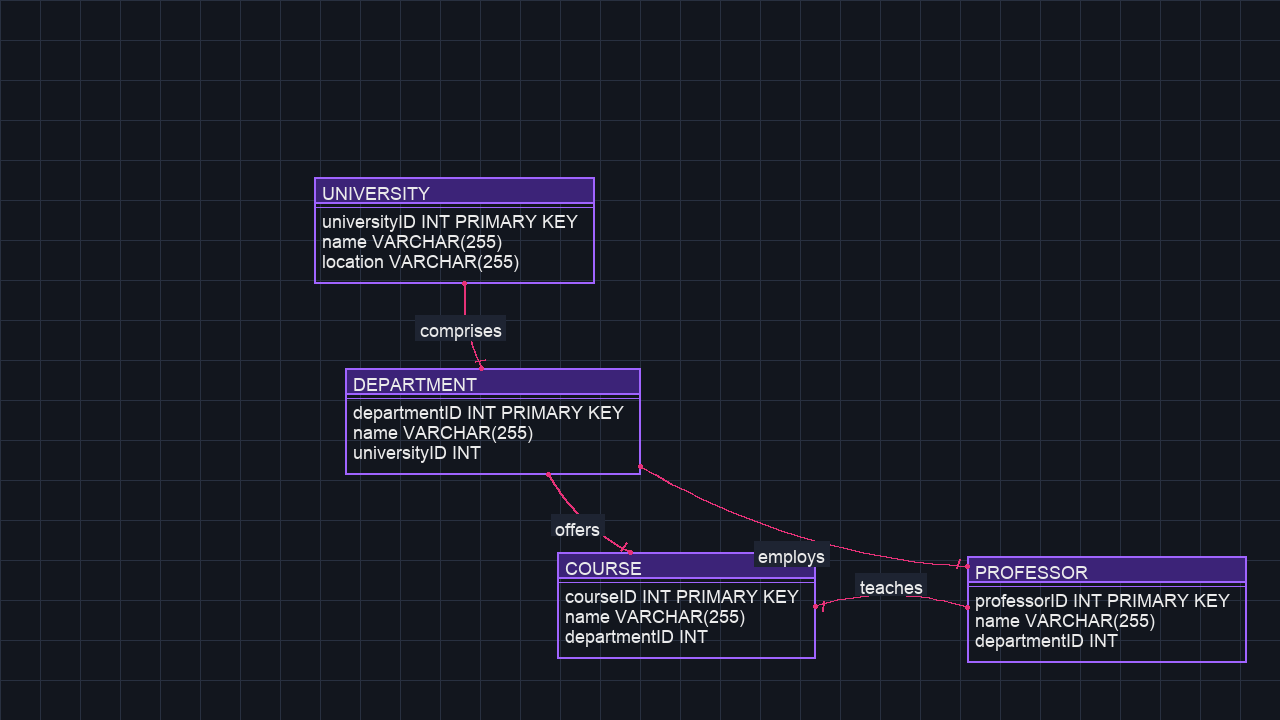 UNIVERSITY
universityID INT PRIMARY KEY
name VARCHAR(255)
location VARCHAR(255)
comprises
DEPARTMENT
departmentID INT PRIMARY KEY
name VARCHAR(255)
universityID INT
offers
employs
COURSE
courseID INT PRIMARY KEY
name VARCHAR(255)
departmentID INT
teaches
PROFESSOR
professorID INT PRIMARY KEY
name VARCHAR(255)
departmentID INT